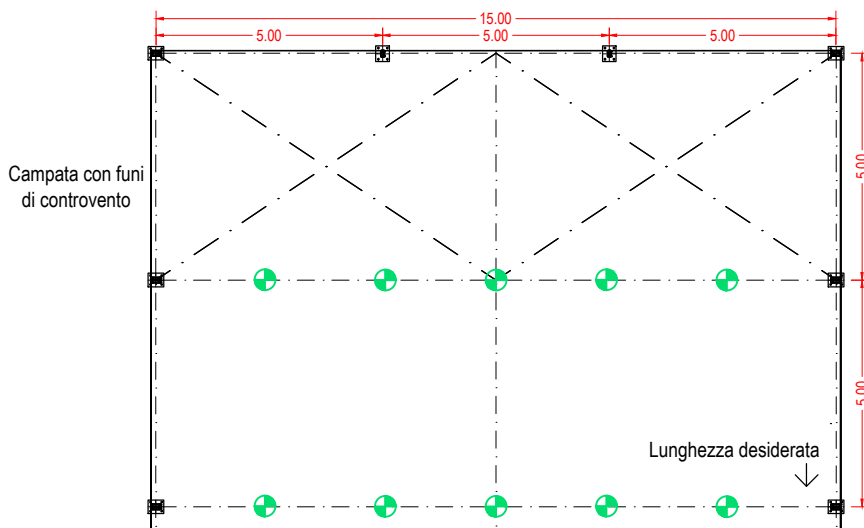 15.00
5.00
5.00
5.00
5.00
Campata con funi
di controvento
5.00
Lunghezza desiderata